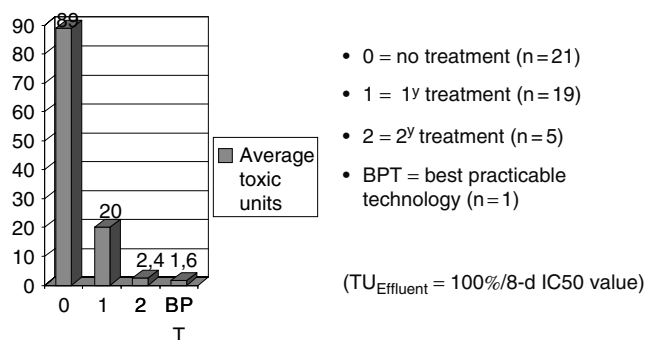 90
80
70
60
50
40
30
20
10
0
89
20
2,4 1,6
0 1 2 BP
T
Average
toxic
units
• 0 = no treatment (n=21)
• 1 = 1y treatment (n=19)
• 2 = 2y treatment (n=5)
• BPT = best practicable
technology (n=1)
(TUEffluent = 100%/8-d IC50 value)